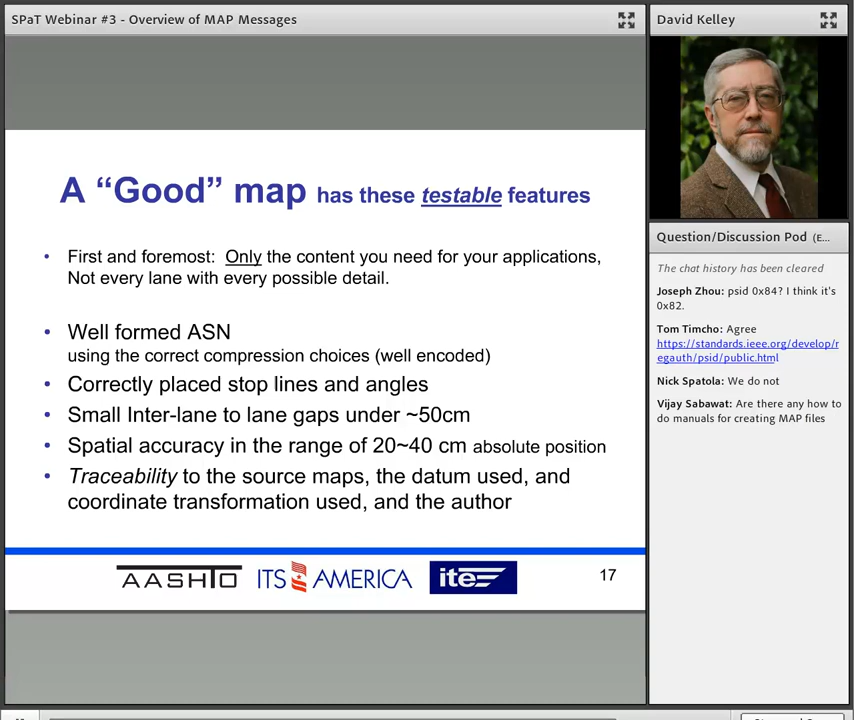 SPaT Webinar #3 - Overview of MAP Messages
A “Good” map has these testable features
• First and foremost: Only the content you need for your applications,
Not every lane with every possible detail.
• Well formed ASN
using the correct compression choices (well encoded)
• Correctly placed stop lines and angles
• Small Inter-lane to lane gaps under ~50cm
• Spatial accuracy in the range of 20~40 cm absolute position
• Traceability to the source maps, the datum used, and
coordinate transformation used, and the author
AASHTO ITS AMERICA ite 17
David Kelley
Question/Discussion Pod (E...
The chat history has been cleared
Joseph Zhou: psid 0x84? I think it's
0x82.
Tom Timcho: Agree
https://standards.ieee.org/develop/r
egauth/psid/public.html
Nick Spatola: We do not
Vijay Sabawat: Are there any how to
do manuals for creating MAP files